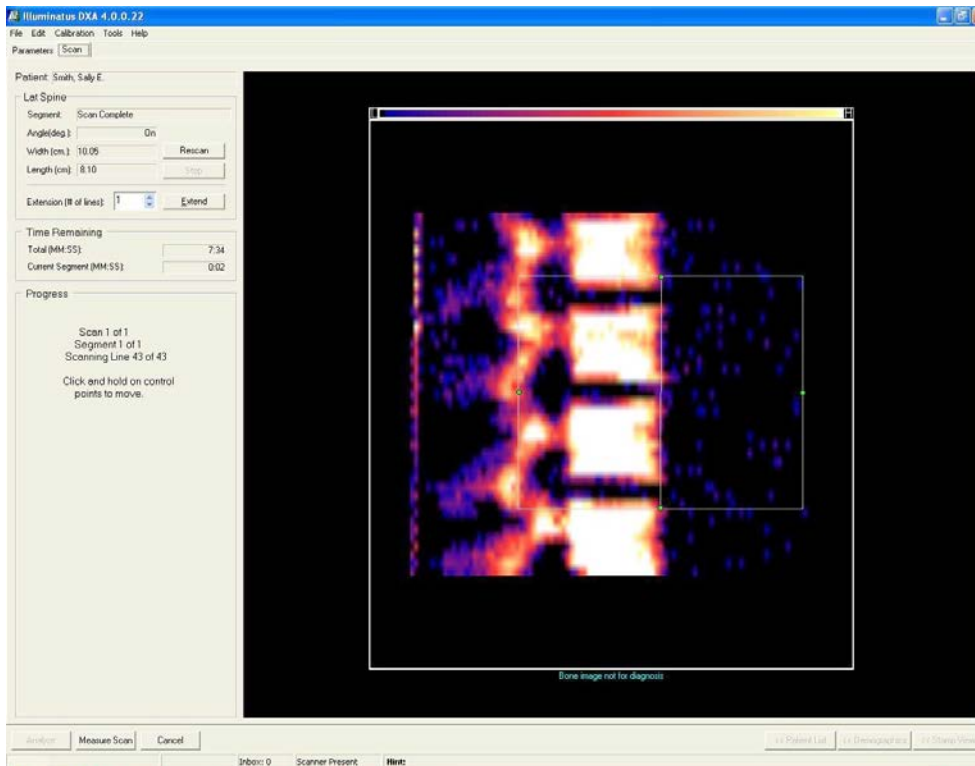 Illuminatus DXA 4.0.0.22
File Edit Calibration Tools Help
Parameters Scan
Patient: Smith, Sally E.
Lat Spine
Segment: Scan Complete
Angle(deg.): 0n
Width (cm.): 10.05 Rescan
Length (cm): 8.10 Stop
Extension (# of lines): 1 Extend
Time Remaining
Total (MM:SS): 7:34
Current Segment (MM:SS): 0:02
Progress
Scan 1 of 1
Segment 1 of 1
Scanning Line 43 of 43
Click and hold on control
points to move.
L H
Bone image not for diagnosis
Analyze Measure Scan Cancel << Patient List << Demographics << Stamp View
Inbox: 0 Scanner Present Hint: